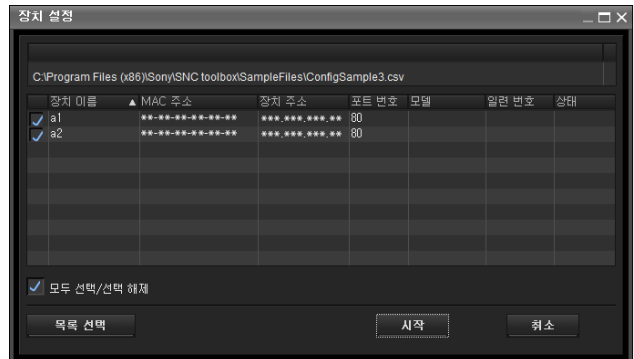 장치 설정
C:\Program Files (x86)\Sony\SNC toolbox\SampleFiles\ConfigSample3.csv
장치 이름 ▲ MAC 주소 장치 주소 포트 번호 모델 일련 번호 상태
a1 **-**-**-**-**-** ***.***.***.** 80
a2 **-**-**-**-**-** ***.***.***.** 80
모두 선택/선택 해제
목록 선택 시작 취소